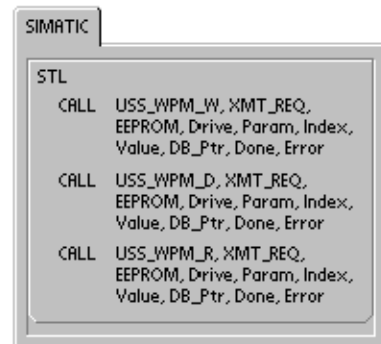 SIMATIC
STL
CALL USS_WPM_W, XMT_REQ,
EEPROM, Drive, Param, Index,
Value, DB_Ptr, Done, Error
CALL USS_WPM_D, XMT_REQ,
EEPROM, Drive, Param, Index,
Value, DB_Ptr, Done, Error
CALL USS_WPM_R, XMT_REQ,
EEPROM, Drive, Param, Index,
Value, DB_Ptr, Done, Error